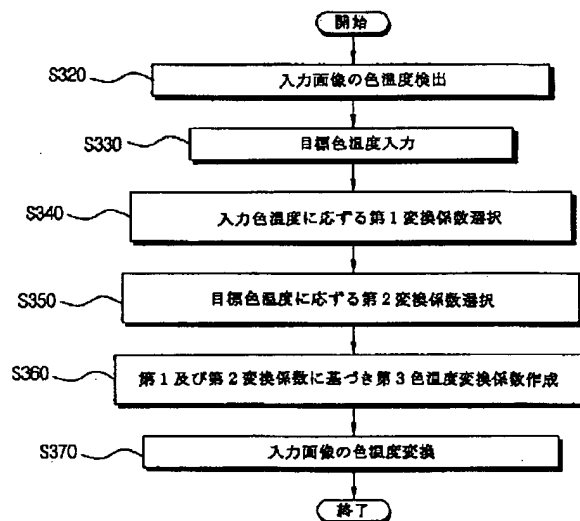 開始
S320
入力画像の色温度検出
S330
目標色温度入力
S340
入力色温度に応ずる第1変換係数選択
S350
目標色温度に応ずる第2変換係数選択
S360
第1及び第2変換係数に基づき第3色温度変換係数作成
S370
入力画像の色温度変換
終了